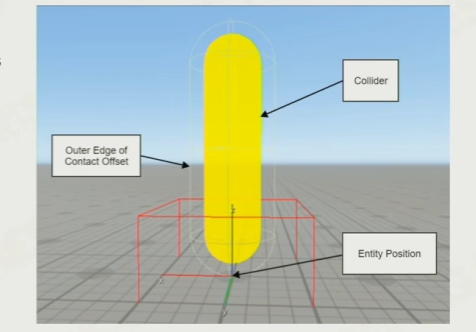 Collider
Outer Edge of
Contact Offset
Entity Position